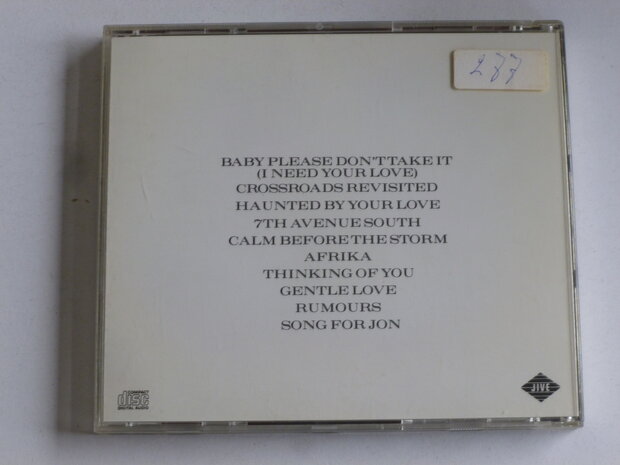 277
BABY PLEASE DON'T TAKE IT
(I NEED YOUR LOVE)
CROSSROADS REVISITED
HAUNTED BY YOUR LOVE
7TH AVENUE SOUTH
CALM BEFORE THE STORM
AFRIKA
THINKING OF YOU
GENTLE LOVE
RUMOURS
SONG FOR JON
COMPACT
disc
DIGITAL AUDIO
JIVE